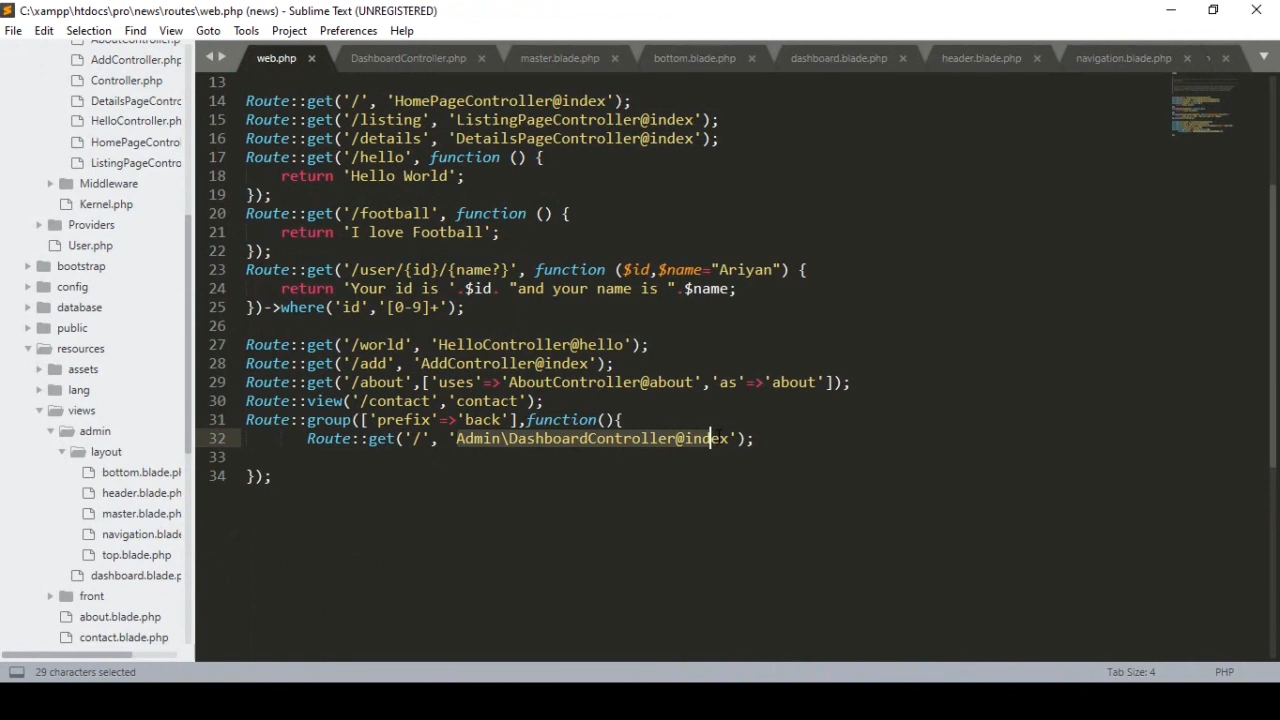 C:\xampp\htdocs\pro\news\routes\web.php (news) - Sublime Text (UNREGISTERED)
File Edit Selection Find View Goto Tools Project Preferences Help
web.php DashboardController.php master.blade.php bottom.blade.php dashboard.blade.php header.blade.php navigation.blade.php
AboutController.php
AddController.php
Controller.php
DetailsPageContro
HelloController.ph
HomePageControl
ListingPageContro
Middleware
Kernel.php
Providers
User.php
bootstrap
config
database
public
resources
assets
lang
views
admin
layout
bottom.blade.ph
header.blade.ph
master.blade.ph
navigation.blade
top.blade.php
dashboard.blade.p
front
about.blade.php
contact.blade.php
13
14 Route::get('/', 'HomePageController@index');
15 Route::get('/listing', 'ListingPageController@index');
16 Route::get('/details', 'DetailsPageController@index');
17 Route::get('/hello', function () {
18 return 'Hello World';
19 });
20 Route::get('/football', function () {
21 return 'I love Football';
22 });
23 Route::get('/user/{id}/{name?}', function ($id,$name="Ariyan") {
24 return 'Your id is '.$id. "and your name is ".$name;
25 })->where('id','[0-9]+');
26
27 Route::get('/world', 'HelloController@hello');
28 Route::get('/add', 'AddController@index');
29 Route::get('/about',['uses'=>'AboutController@about','as'=>'about']);
30 Route::view('/contact','contact');
31 Route::group(['prefix'=>'back'],function(){
32 Route::get('/', 'Admin\DashboardController@index');
33
34 });
29 characters selected
Tab Size: 4
PHP